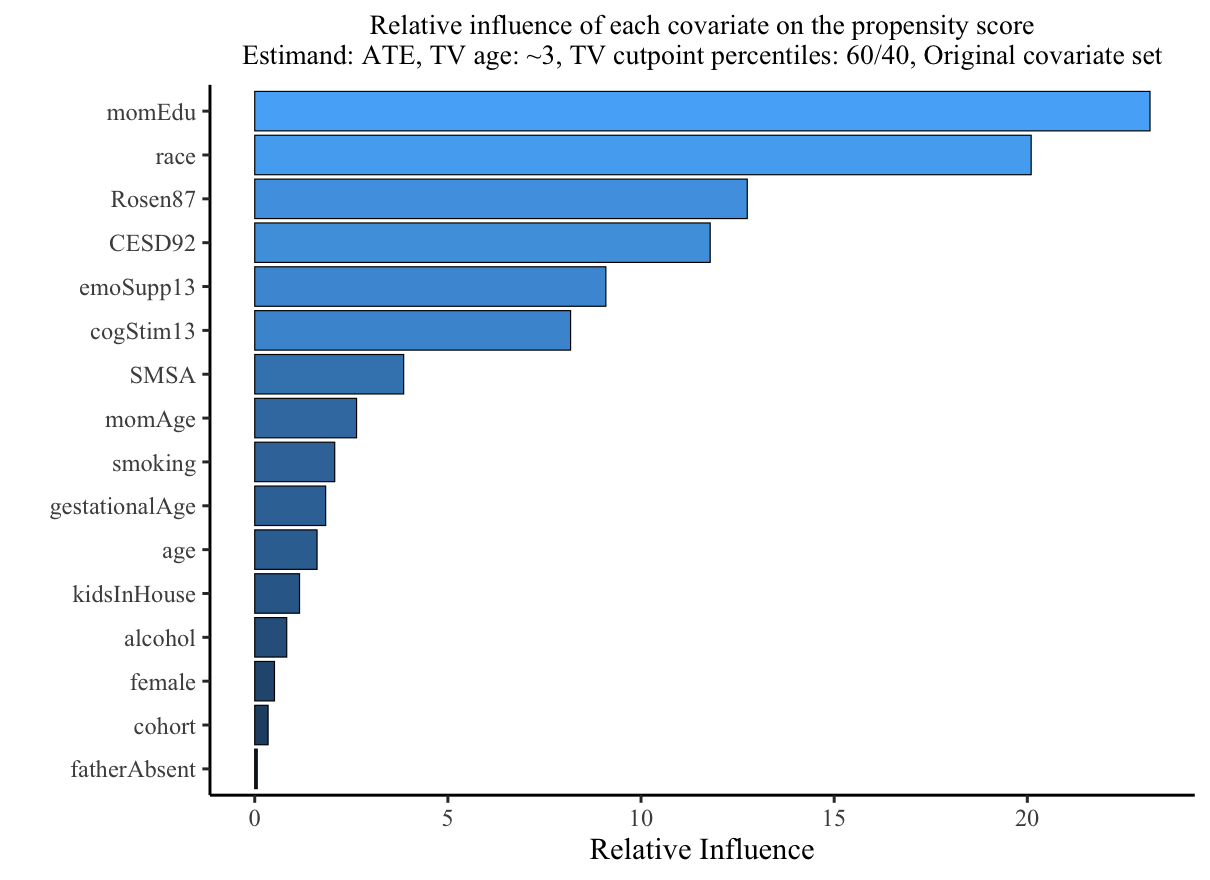 Relative influence of each covariate on the propensity score
Estimand: ATE, TV age: ~3, TV cutpoint percentiles: 60/40, Original covariate set
momEdu
race
Rosen87
CESD92
emoSupp13
cogStim13
SMSA
momAge
smoking
gestationalAge
age
kidsInHouse
alcohol
female
cohort
fatherAbsent
0 5 10 15 20
Relative Influence